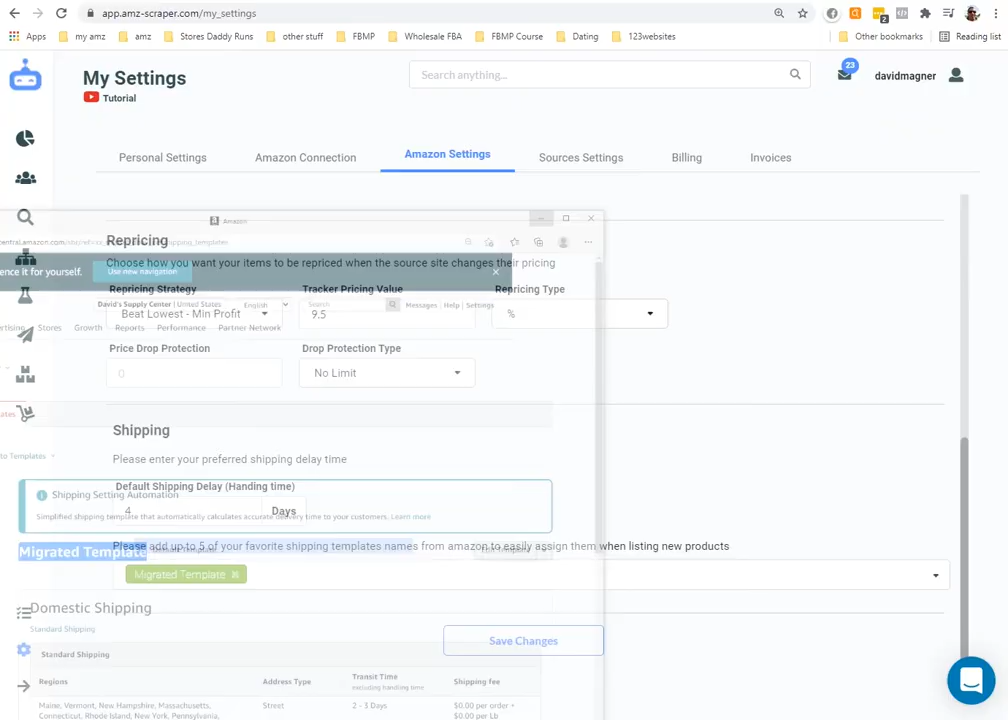 app.amz-scraper.com/my_settings
Apps my amz amz Stores Daddy Runs other stuff FBMP Wholesale FBA FBMP Course Dating 123websites Other bookmarks Reading list
My Settings
Tutorial
Search anything...
23
davidmagner
Personal Settings Amazon Connection Amazon Settings Sources Settings Billing Invoices
Amazon
Repricing
Choose how you want your items to be repriced when the source site changes their pricing
ence it for yourself. Use new navigation
Repricing Strategy Tracker Pricing Value Repricing Type
David's Supply Center | United States English Search Messages | Help | Settings
Beat Lowest - Min Profit 9.5 %
ertising Stores Growth Reports Performance Partner Network
Price Drop Protection Drop Protection Type
0 No Limit
Shipping
Please enter your preferred shipping delay time
Default Shipping Delay (Handing time)
Shipping Setting Automation
4 Days
Simplified shipping template that automatically calculates accurate delivery time to your customers. Learn more
Please add up to 5 of your favorite shipping templates names from amazon to easily assign them when listing new products
Migrated Template
Migrated Template
Domestic Shipping
Standard Shipping
Save Changes
Standard Shipping
Regions Address Type Transit Time Shipping fee
excluding handling time
Maine, Vermont, New Hampshire, Massachusetts, Street 2 - 3 Days $0.00 per order +
Connecticut, Rhode Island, New York, Pennsylvania, $0.00 per Lb